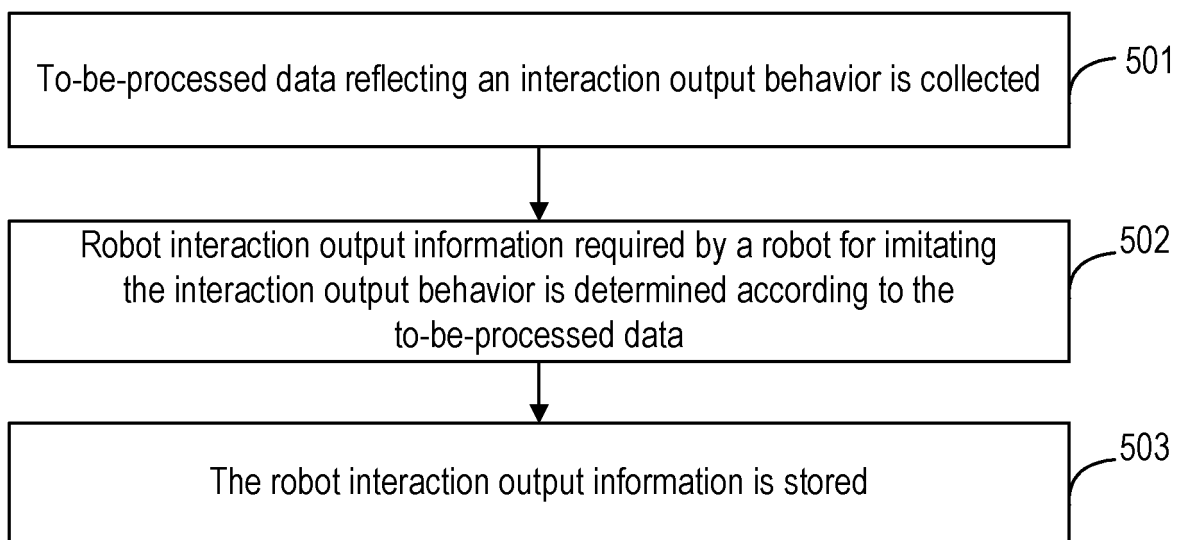 To-be-processed data reflecting an interaction output behavior is collected
501
Robot interaction output information required by a robot for imitating
the interaction output behavior is determined according to the
to-be-processed data
502
The robot interaction output information is stored
503